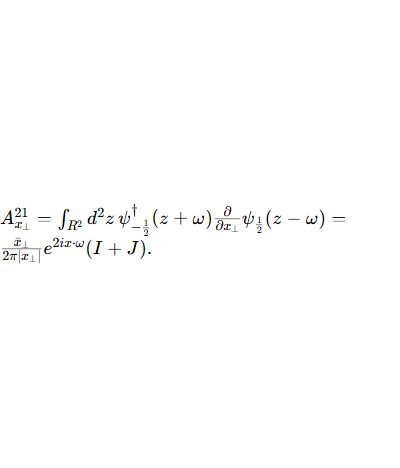 $A^{21}_{x_\perp} = \int_{R^2} d^2z\, \psi^\dagger_{-\frac{1}{2}}(z+\omega) \frac{\partial}{\partial x_\perp} \psi_{\frac{1}{2}}(z-\omega) =$
$\frac{\bar{x}_\perp}{2\pi|x_\perp|} e^{2ix\cdot\omega}(I+J).$